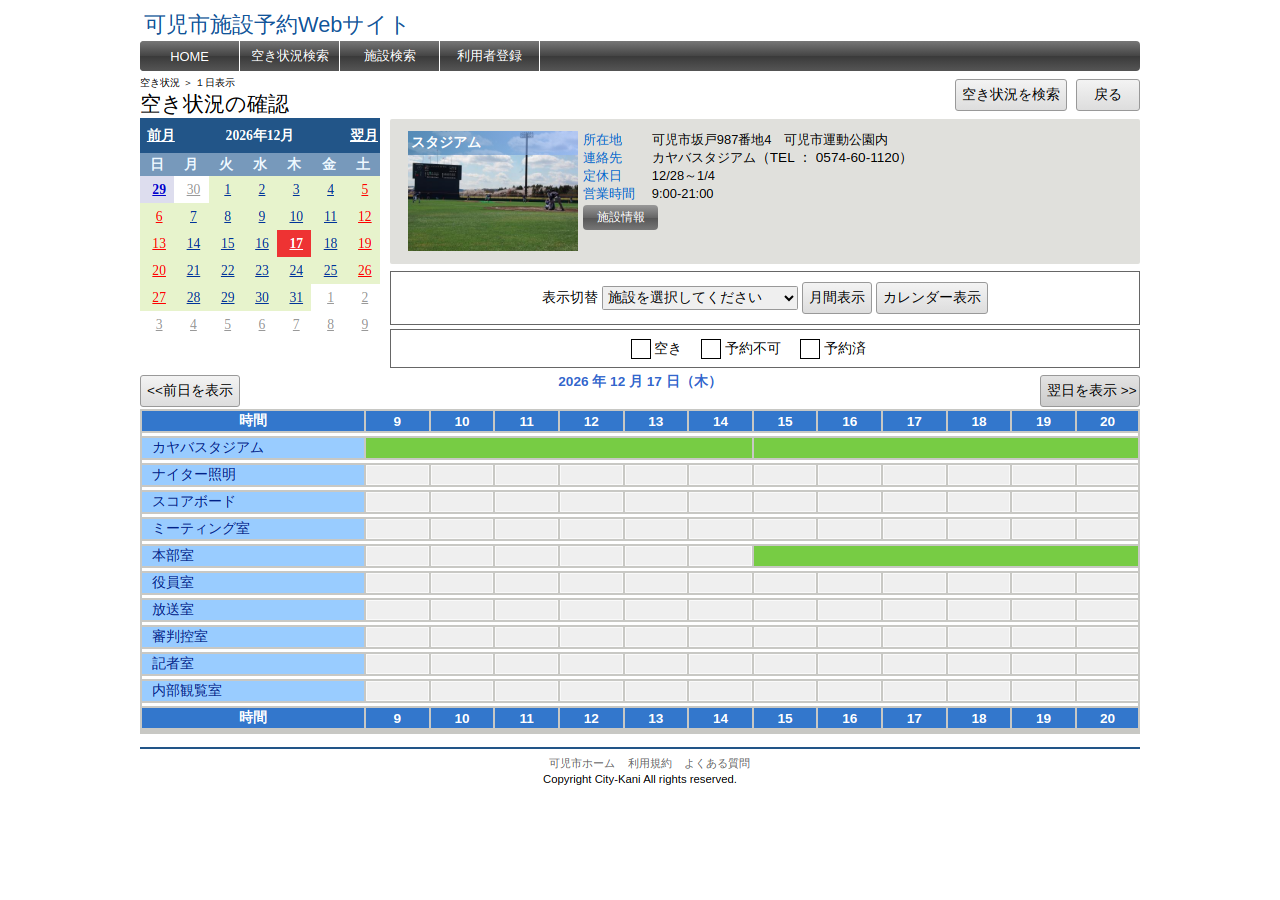 可児市施設予約Webサイト
HOME 空き状況検索 施設検索 利用者登録
空き状況 ＞ １日表示
空き状況の確認
空き状況を検索 戻る
前月 2026年12月 翌月
日 月 火 水 木 金 土
29 30 1 2 3 4 5
6 7 8 9 10 11 12
13 14 15 16 17 18 19
20 21 22 23 24 25 26
27 28 29 30 31 1 2
3 4 5 6 7 8 9
スタジアム
所在地 可児市坂戸987番地4　可児市運動公園内
連絡先 カヤバスタジアム（TEL ： 0574-60-1120）
定休日 12/28～1/4
営業時間 9:00-21:00
施設情報
表示切替 施設を選択してください 月間表示 カレンダー表示
空き 予約不可 予約済
<<前日を表示 2026 年 12 月 17 日（木） 翌日を表示 >>
時間 9 10 11 12 13 14 15 16 17 18 19 20
カヤバスタジアム
ナイター照明
スコアボード
ミーティング室
本部室
役員室
放送室
審判控室
記者室
内部観覧室
時間 9 10 11 12 13 14 15 16 17 18 19 20
可児市ホーム 利用規約 よくある質問
Copyright City-Kani All rights reserved.